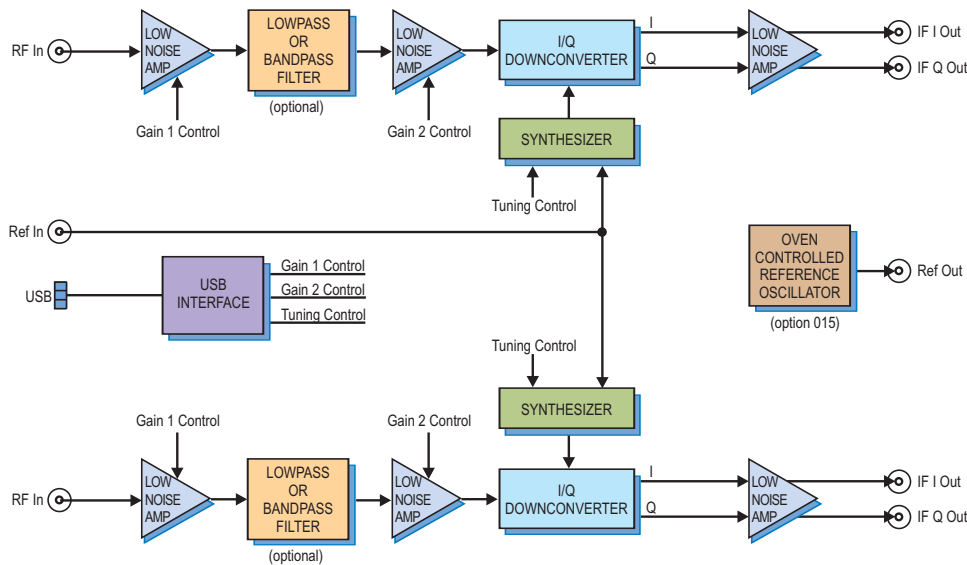 RF In
LOW
NOISE
AMP
Gain 1 Control
LOWPASS
OR
BANDPASS
FILTER
(optional)
LOW
NOISE
AMP
Gain 2 Control
I/Q
DOWNCONVERTER
I
Q
LOW
NOISE
AMP
IF I Out
IF Q Out
SYNTHESIZER
Tuning Control
Ref In
USB
USB
INTERFACE
Gain 1 Control
Gain 2 Control
Tuning Control
OVEN
CONTROLLED
REFERENCE
OSCILLATOR
(option 015)
Ref Out
Tuning Control
SYNTHESIZER
Gain 1 Control
Gain 2 Control
RF In
LOW
NOISE
AMP
LOWPASS
OR
BANDPASS
FILTER
(optional)
LOW
NOISE
AMP
I/Q
DOWNCONVERTER
I
Q
LOW
NOISE
AMP
IF I Out
IF Q Out